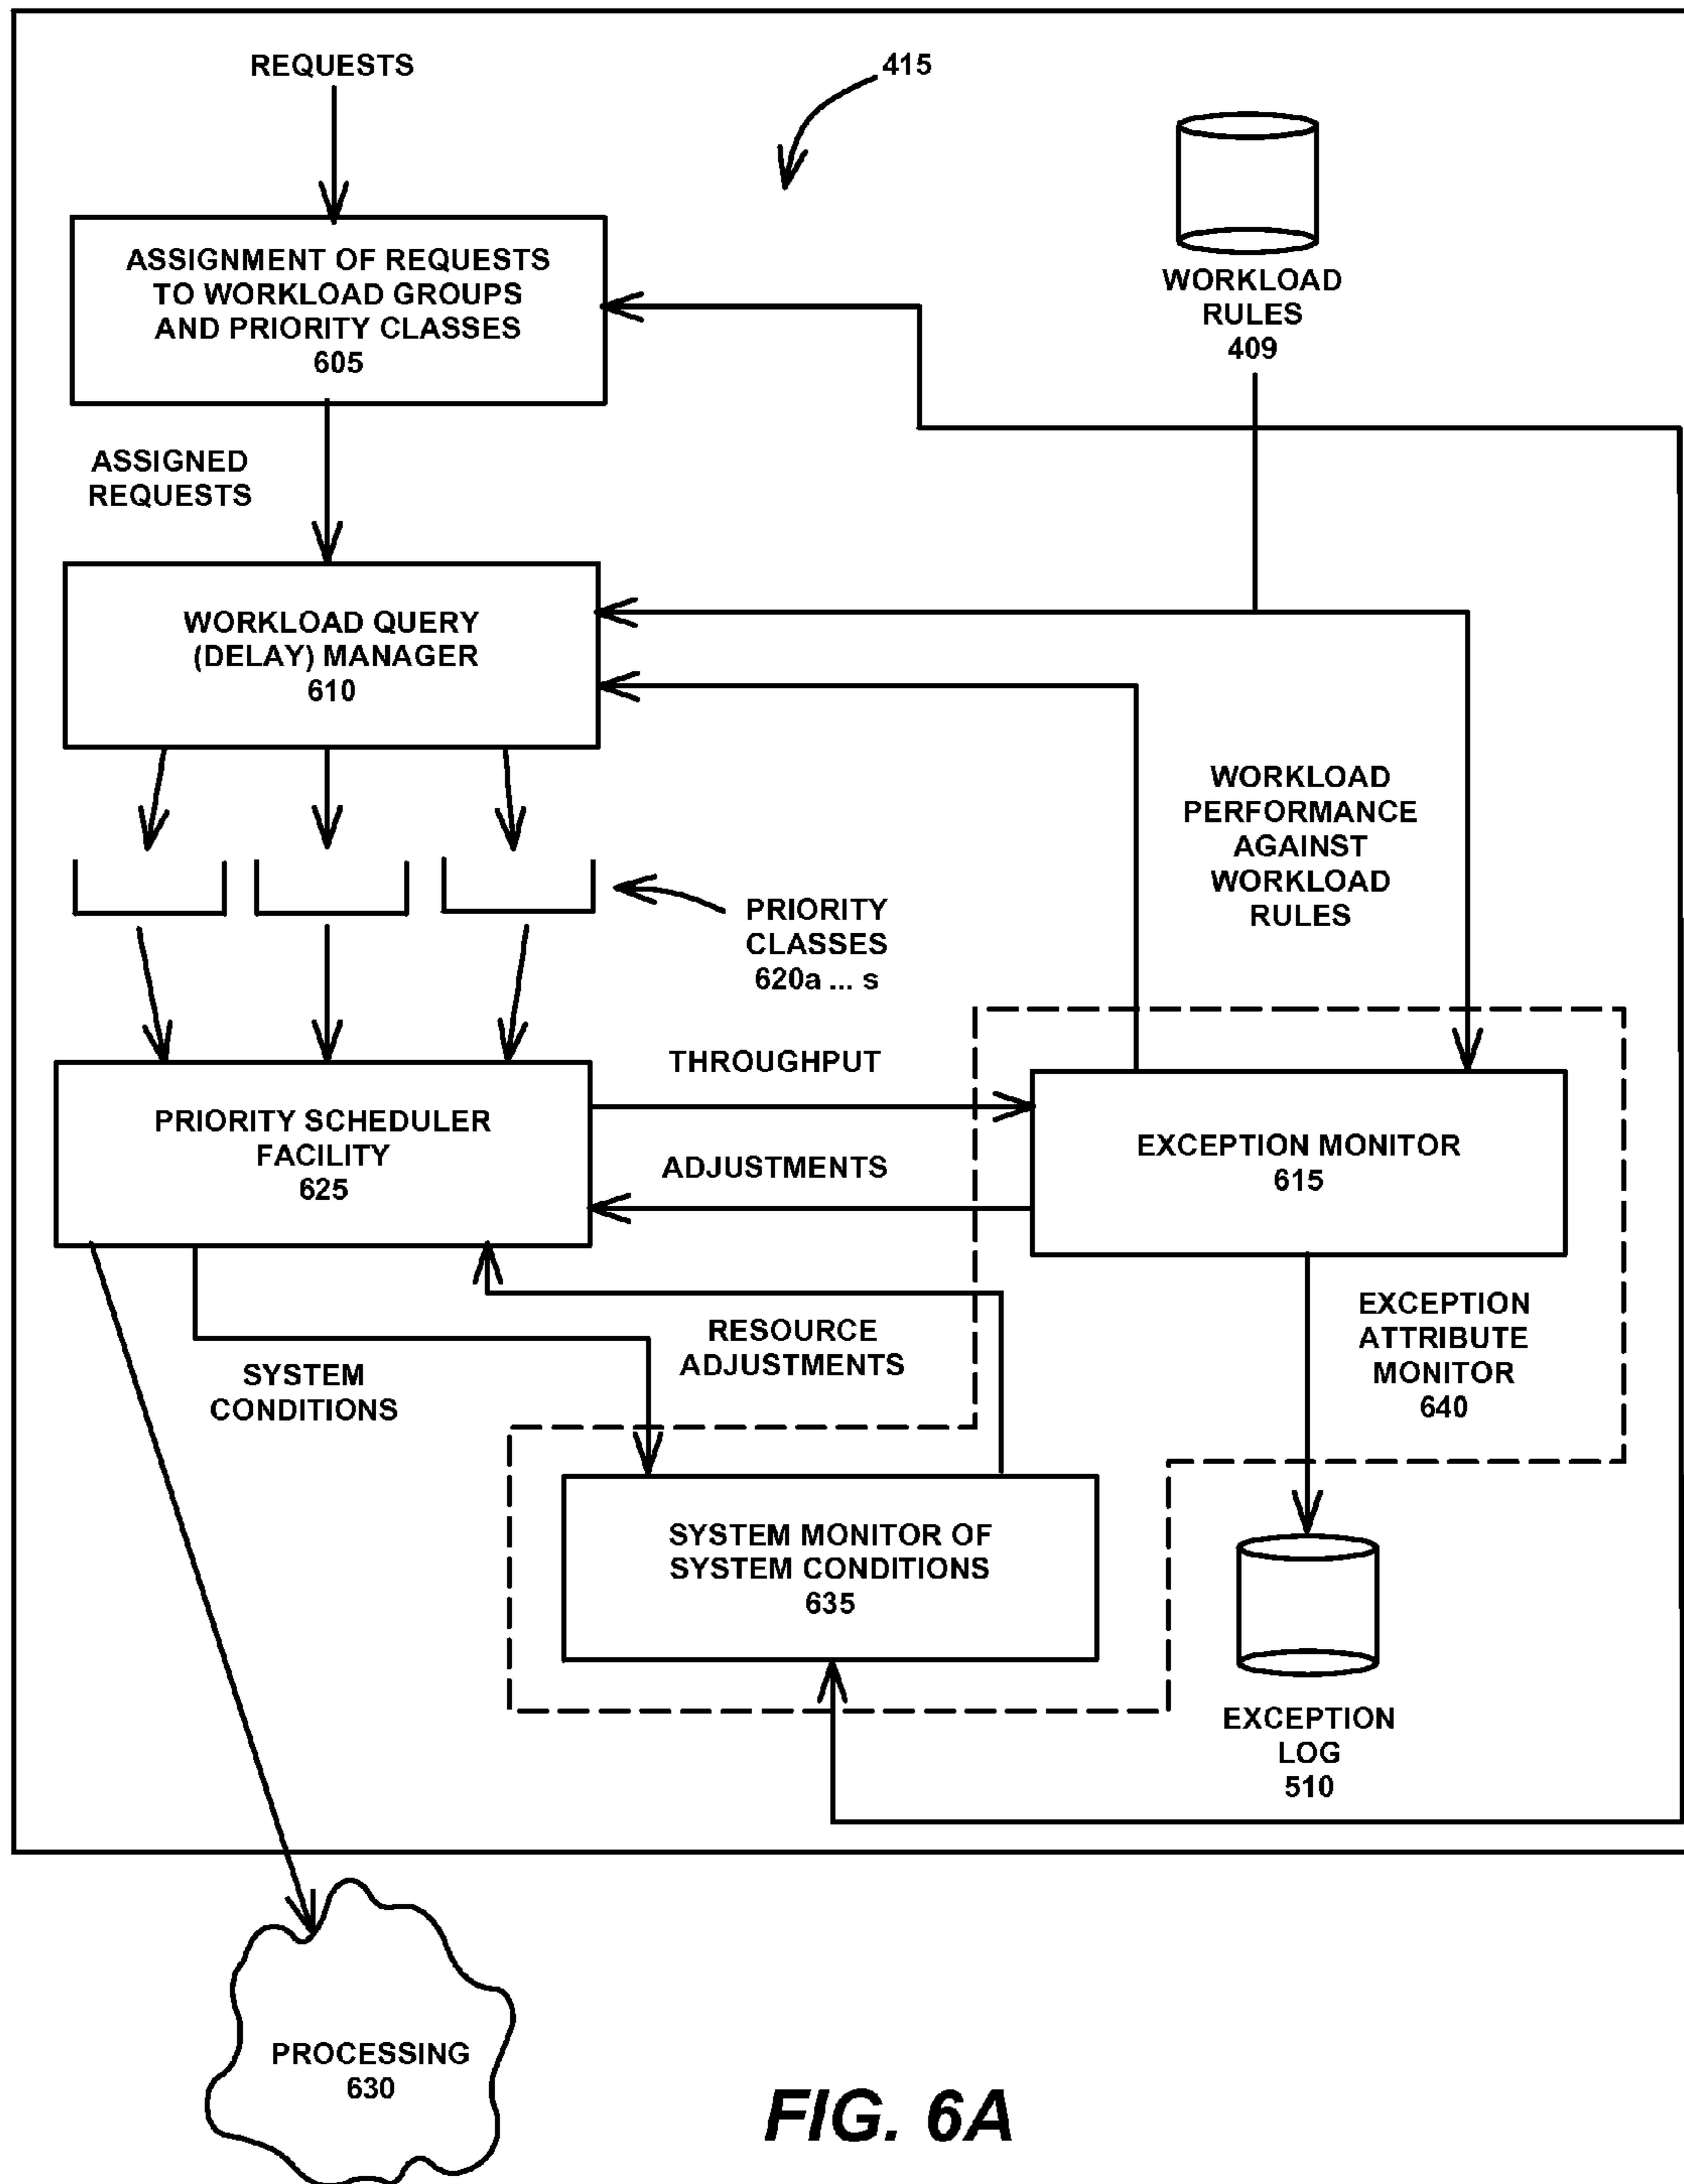 REQUESTS
415
ASSIGNMENT OF REQUESTS
TO WORKLOAD GROUPS
AND PRIORITY CLASSES
605
WORKLOAD
RULES
409
ASSIGNED
REQUESTS
WORKLOAD QUERY
(DELAY) MANAGER
610
WORKLOAD
PERFORMANCE
AGAINST
WORKLOAD
RULES
PRIORITY
CLASSES
620a ... s
THROUGHPUT
PRIORITY SCHEDULER
FACILITY
625
ADJUSTMENTS
EXCEPTION MONITOR
615
RESOURCE
ADJUSTMENTS
SYSTEM
CONDITIONS
EXCEPTION
ATTRIBUTE
MONITOR
640
SYSTEM MONITOR OF
SYSTEM CONDITIONS
635
EXCEPTION
LOG
510
PROCESSING
630
FIG. 6A